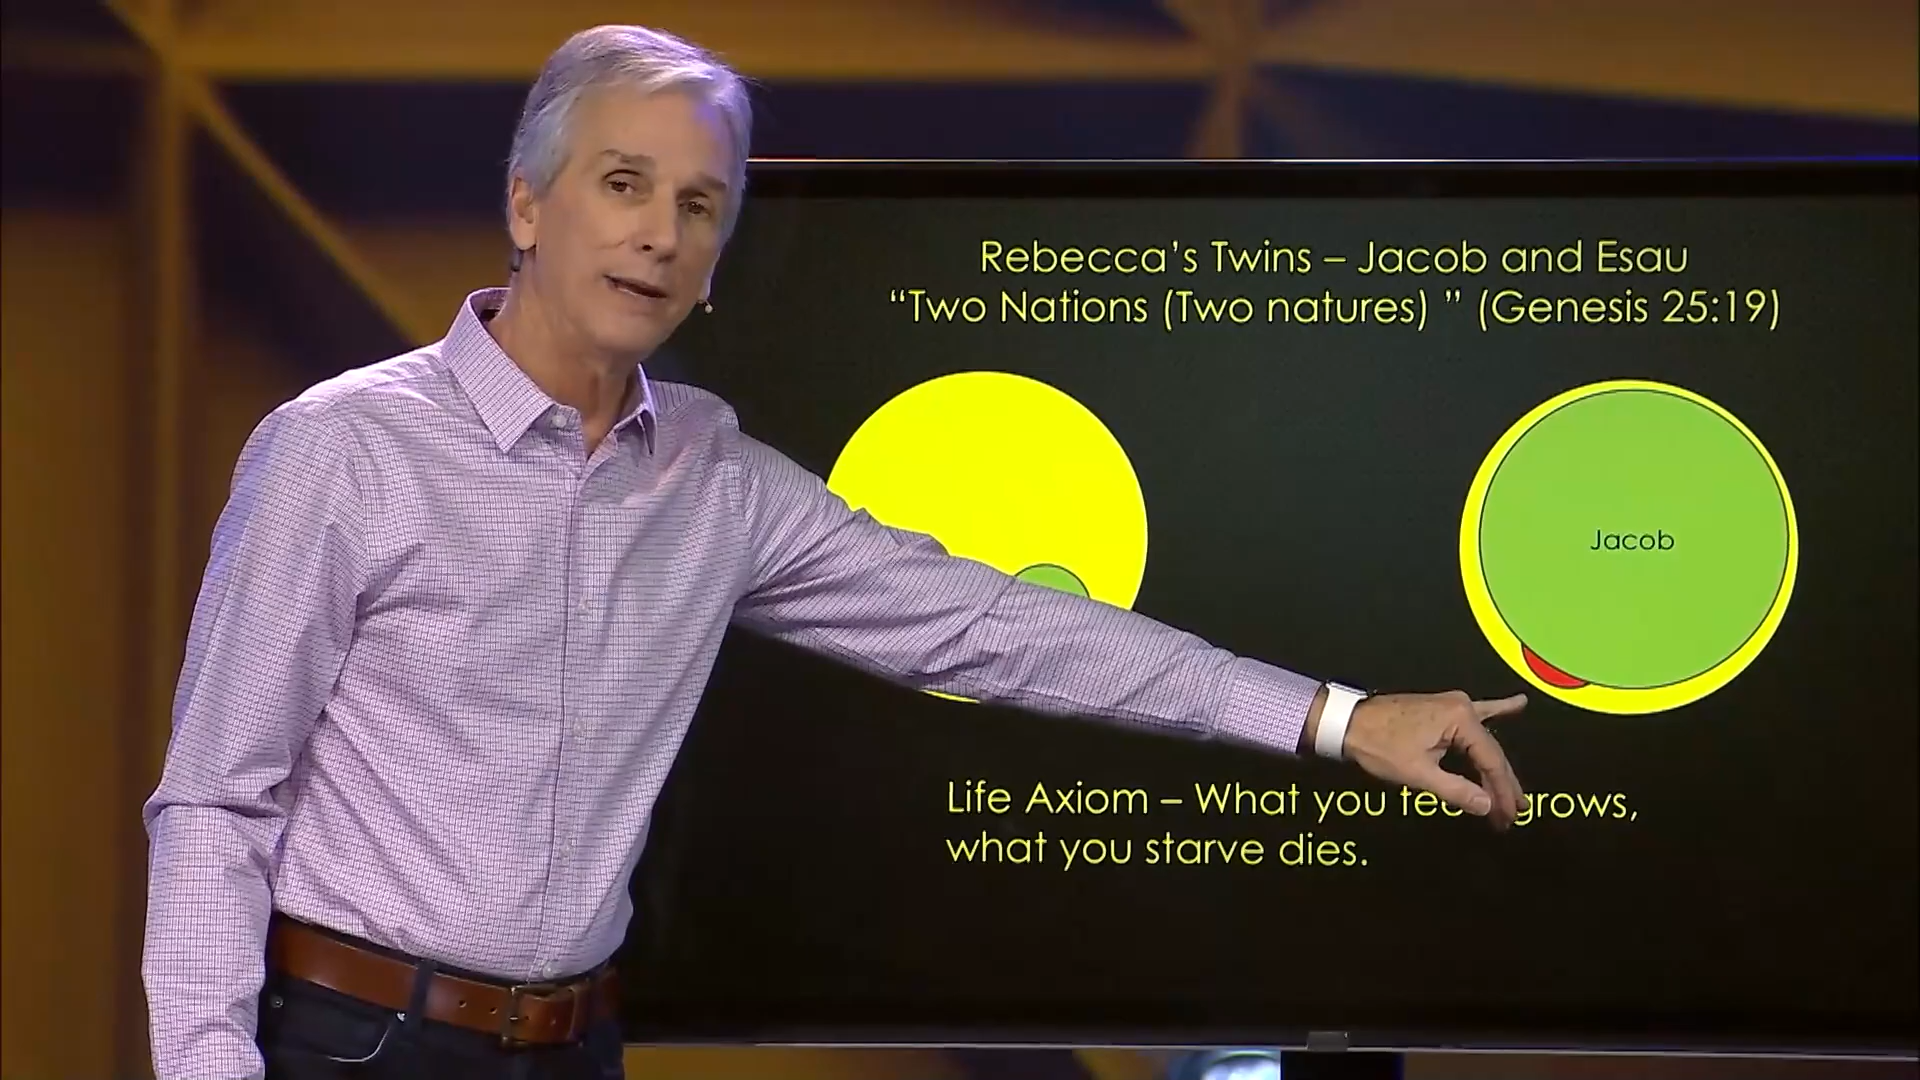 Rebecca’s Twins – Jacob and Esau
“Two Nations (Two natures) ” (Genesis 25:19)
Jacob
Life Axiom – What you grows,
what you starve dies.